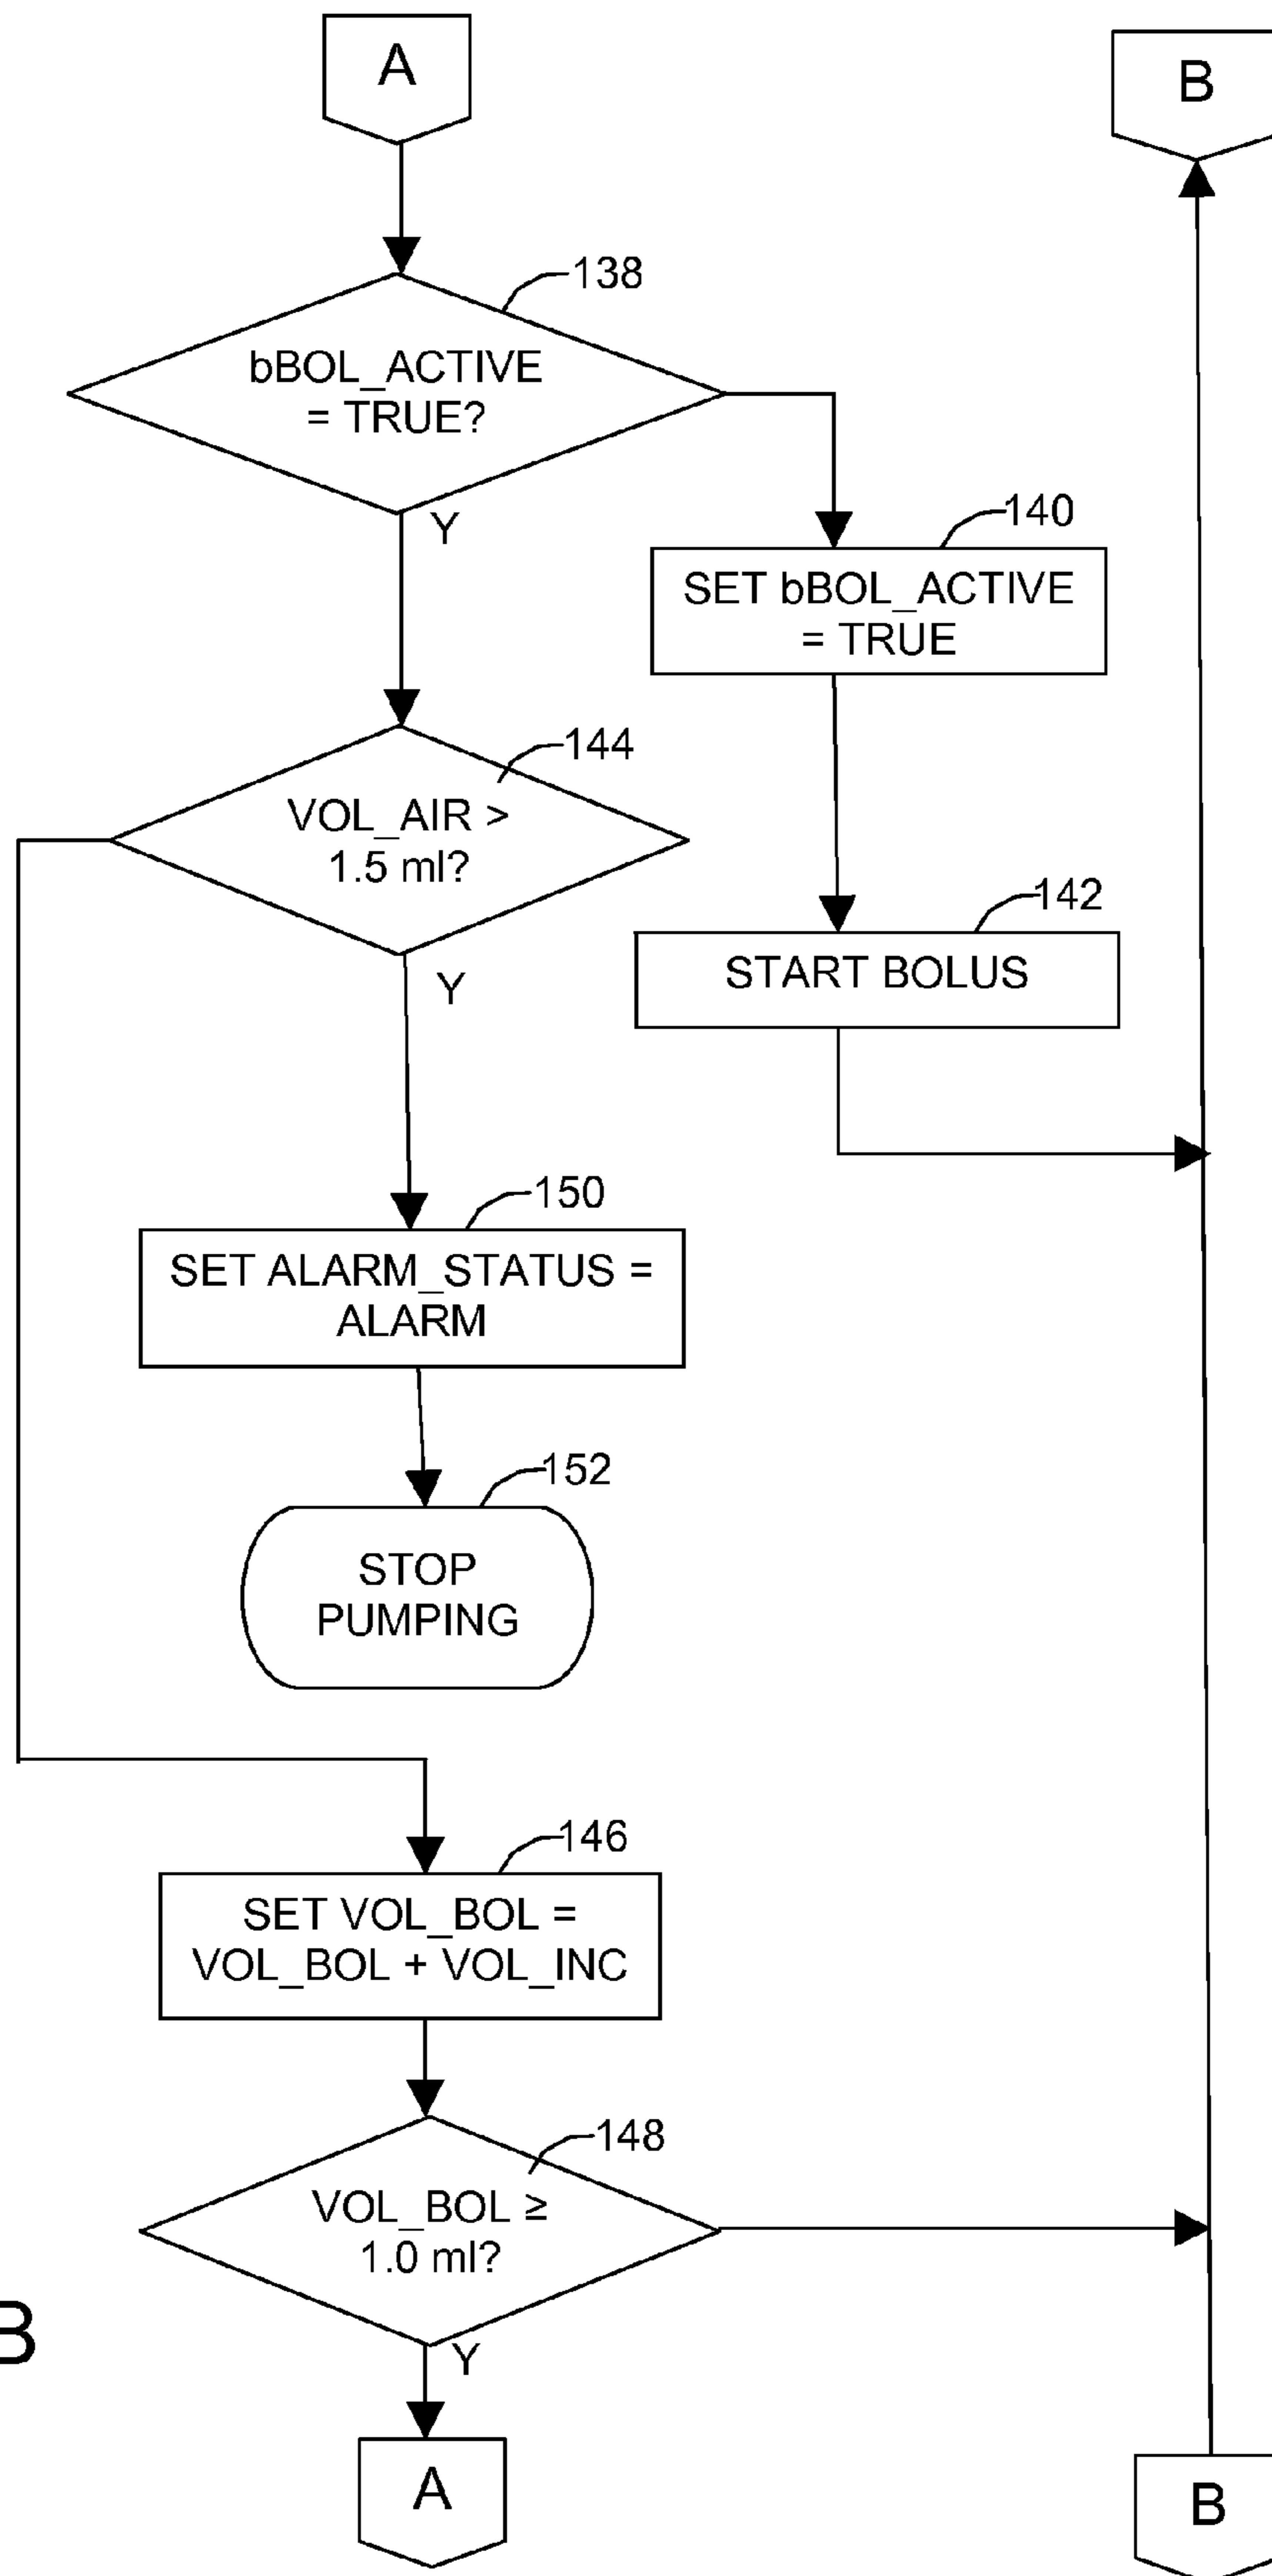 A
B
138
bBOL_ACTIVE
= TRUE?
Y
140
SET bBOL_ACTIVE
= TRUE
144
VOL_AIR >
1.5 ml?
Y
142
START BOLUS
150
SET ALARM_STATUS =
ALARM
152
STOP
PUMPING
146
SET VOL_BOL =
VOL_BOL + VOL_INC
148
VOL_BOL ≥
1.0 ml?
B
Y
A
B